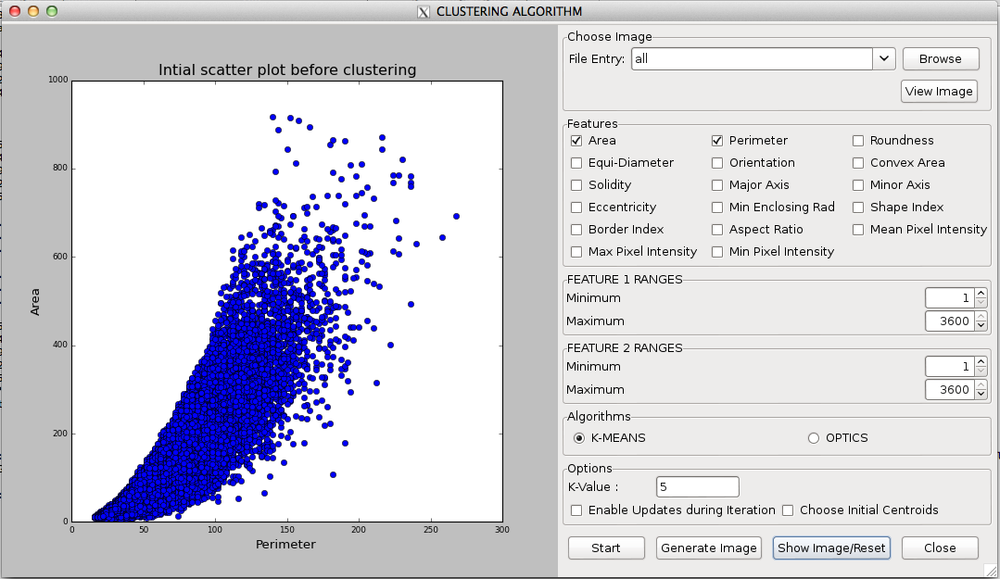 X CLUSTERING ALGORITHM
Intial scatter plot before clustering
1000
800
600
400
200
0
0 50 100 150 200 250 300
Area
Perimeter
Choose Image
File Entry: all Browse
View Image
Features
Area Perimeter Roundness
Equi-Diameter Orientation Convex Area
Solidity Major Axis Minor Axis
Eccentricity Min Enclosing Rad Shape Index
Border Index Aspect Ratio Mean Pixel Intensity
Max Pixel Intensity Min Pixel Intensity
FEATURE 1 RANGES
Minimum 1
Maximum 3600
FEATURE 2 RANGES
Minimum 1
Maximum 3600
Algorithms
K-MEANS OPTICS
Options
K-Value : 5
Enable Updates during Iteration Choose Initial Centroids
Start Generate Image Show Image/Reset Close